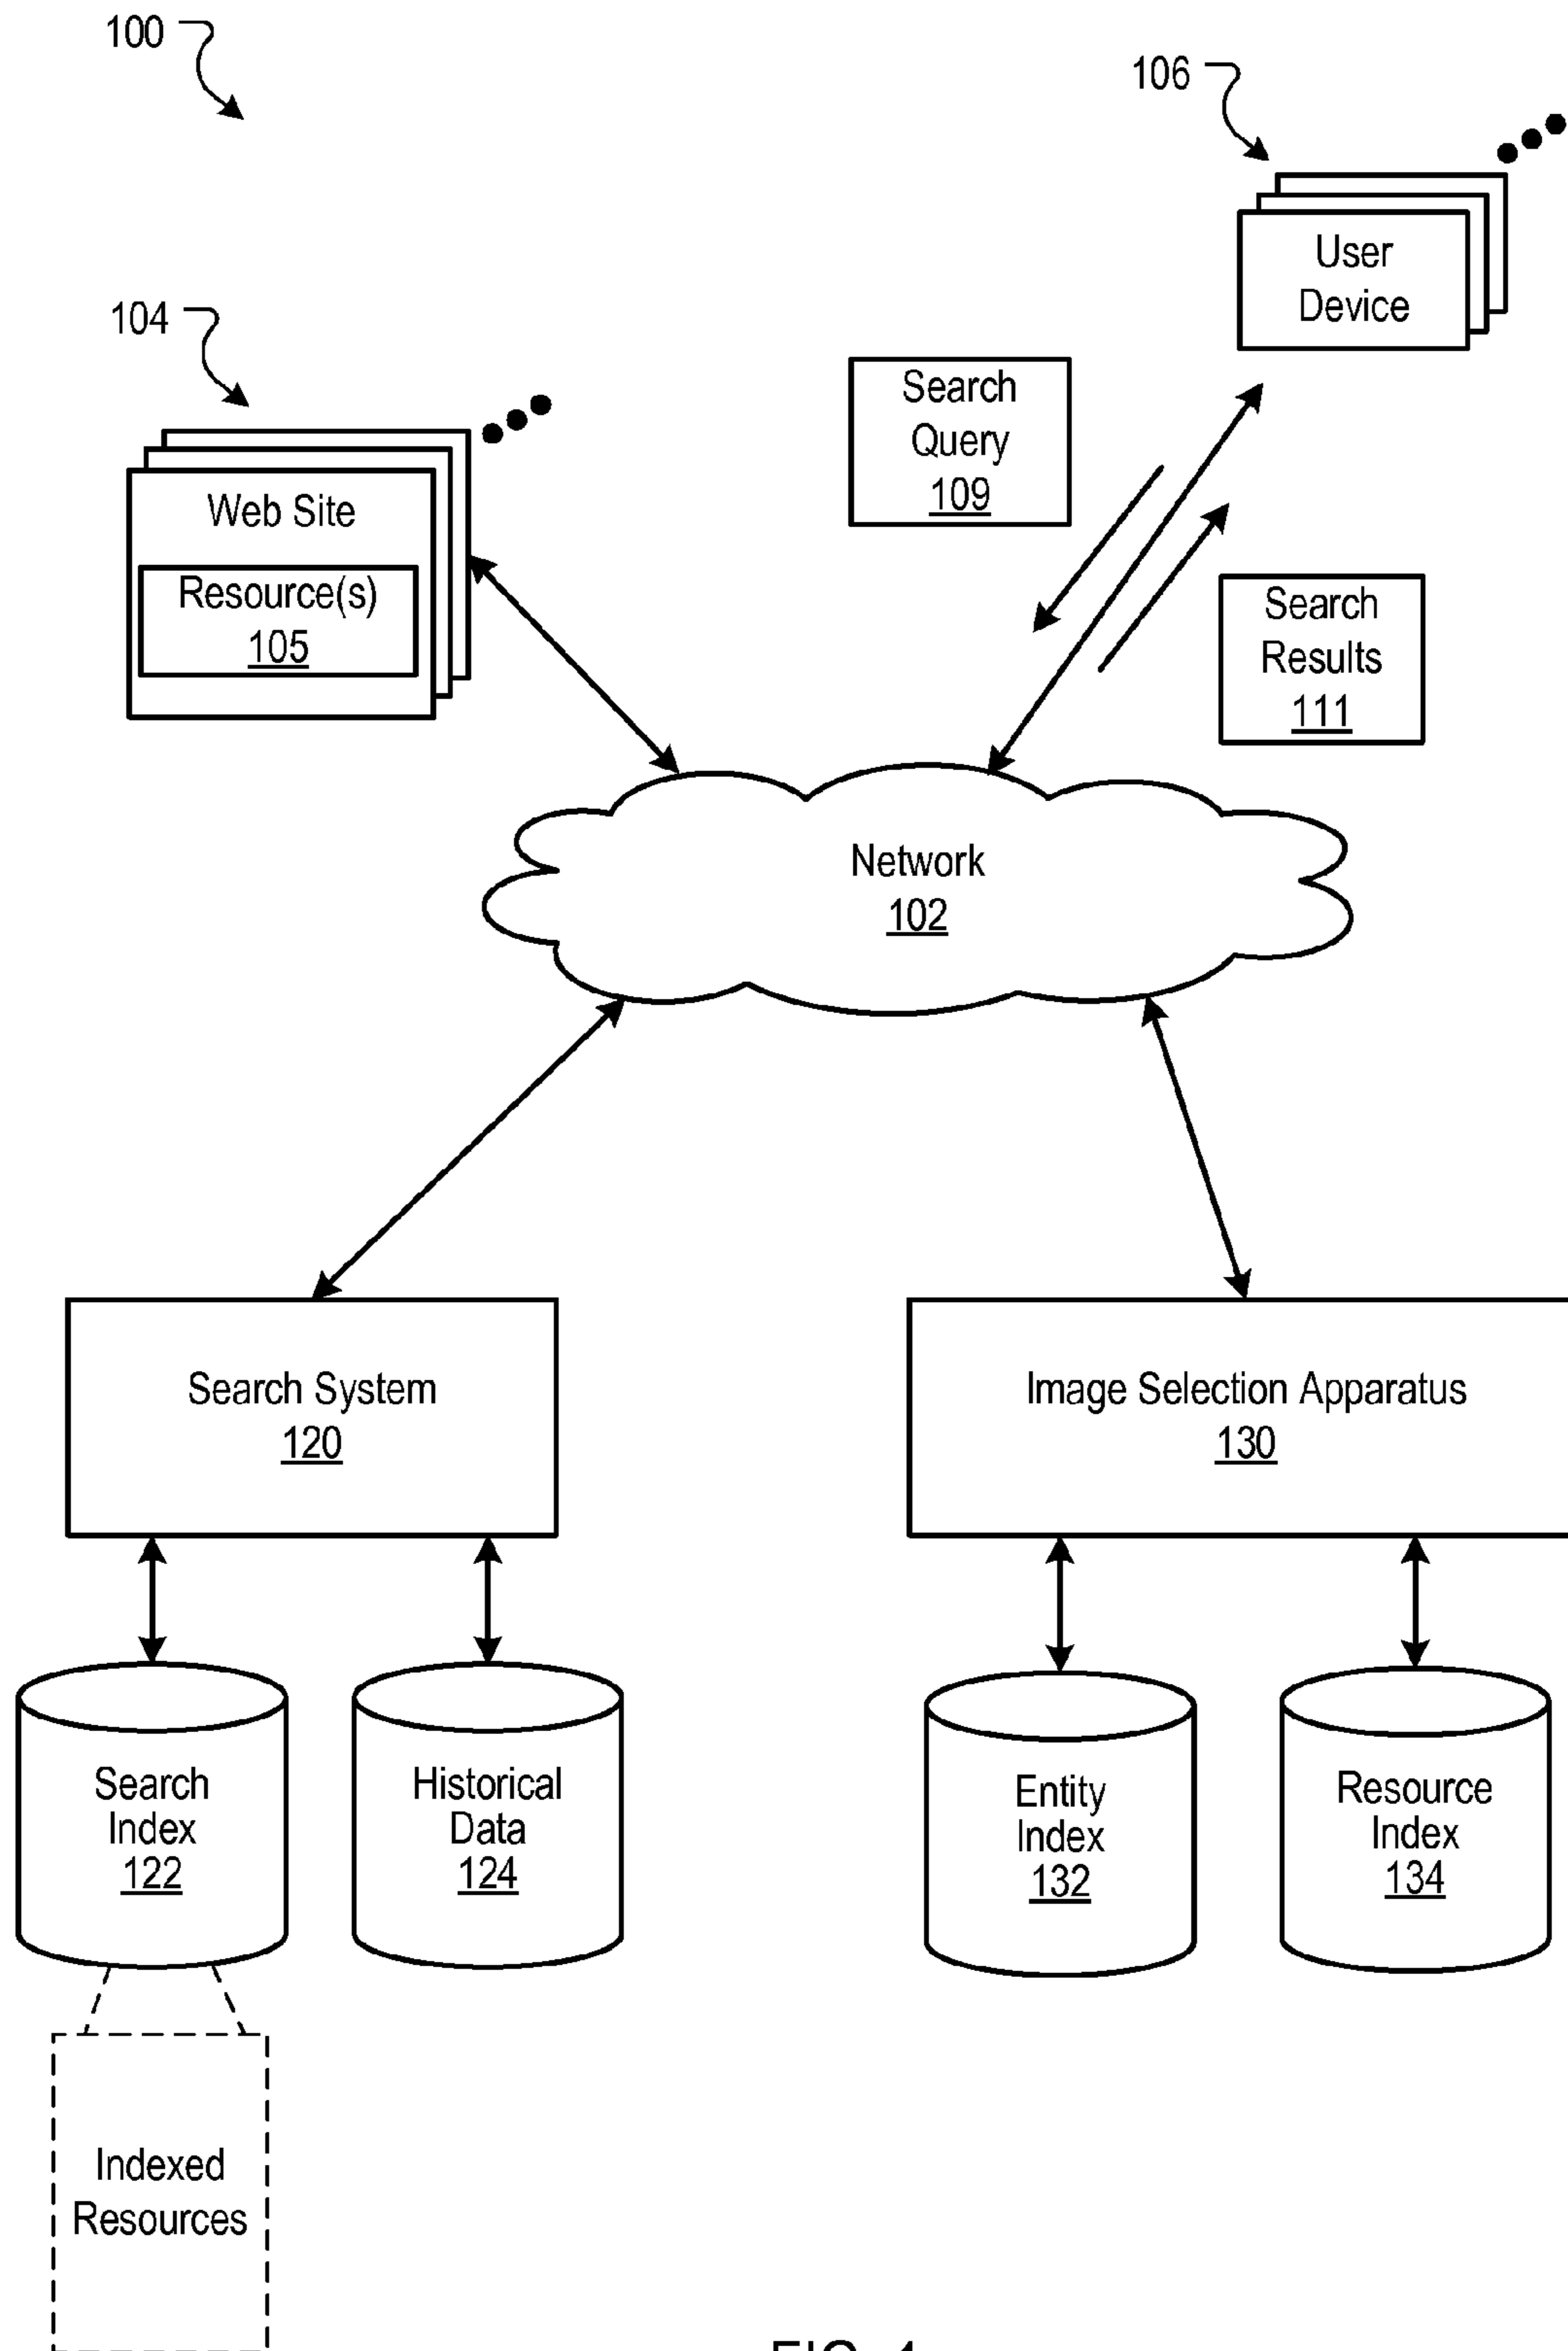 100
106
User
Device
104
Search
Query
109
Web Site
Resource(s)
105
Search
Results
111
Network
102
Search System
120
Image Selection Apparatus
130
Search
Index
122
Historical
Data
124
Entity
Index
132
Resource
Index
134
Indexed
Resources
FIG. 1